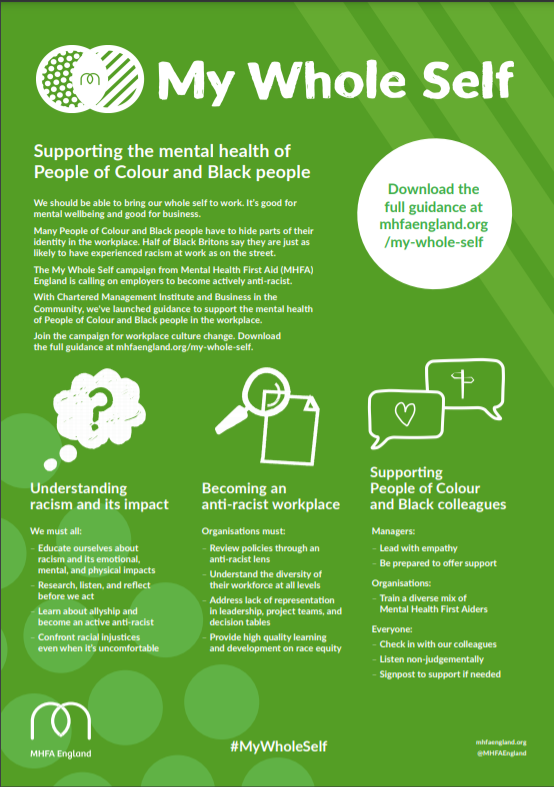 My Whole Self
Supporting the mental health of
People of Colour and Black people
We should be able to bring our whole self to work. It's good for
mental wellbeing and good for business.
Many People of Colour and Black people have to hide parts of their
identity in the workplace. Half of Black Britons say they are just as
likely to have experienced racism at work as on the street.
The My Whole Self campaign from Mental Health First Aid (MHFA)
England is calling on employers to become actively anti-racist.
With Chartered Management Institute and Business in the
Community, we've launched guidance to support the mental health
of People of Colour and Black people in the workplace.
Join the campaign for workplace culture change. Download
the full guidance at mhfaengland.org/my-whole-self.
Download the
full guidance at
mhfaengland.org
/my-whole-self
?
Understanding
racism and its impact
We must all:
- Educate ourselves about
racism and its emotional,
mental, and physical impacts
- Research, listen, and reflect
before we act
- Learn about allyship and
become an active anti-racist
- Confront racial injustices
even when it's uncomfortable
Becoming an
anti-racist workplace
Organisations must:
- Review policies through an
anti-racist lens
- Understand the diversity of
their workforce at all levels
- Address lack of representation
in leadership, project teams, and
decision tables
- Provide high quality learning
and development on race equity
Supporting
People of Colour
and Black colleagues
Managers:
- Lead with empathy
- Be prepared to offer support
Organisations:
- Train a diverse mix of
Mental Health First Aiders
Everyone:
- Check in with our colleagues
- Listen non-judgementally
- Signpost to support if needed
MHFA England
#MyWholeSelf
mhfaengland.org
@MHFAEngland